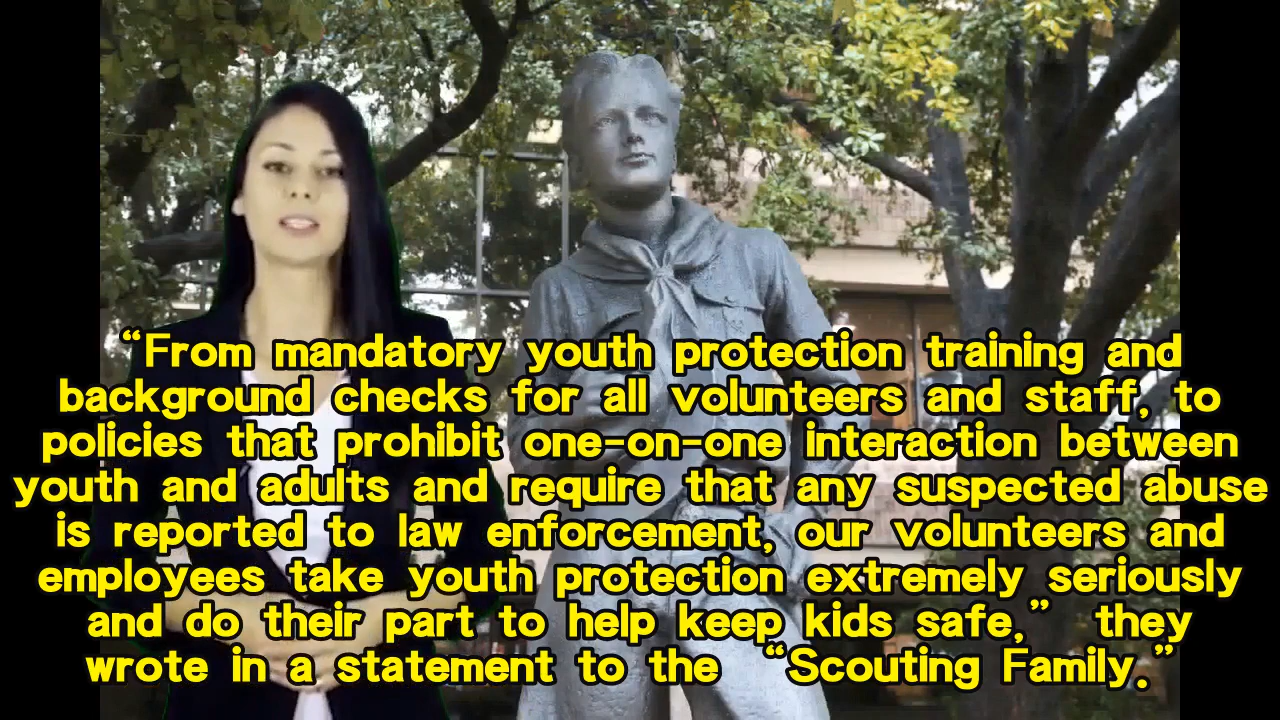 “From mandatory youth protection training and
background checks for all volunteers and staff, to
policies that prohibit one-on-one interaction between
youth and adults and require that any suspected abuse
is reported to law enforcement, our volunteers and
employees take youth protection extremely seriously
and do their part to help keep kids safe,” they
wrote in a statement to the “Scouting Family.”